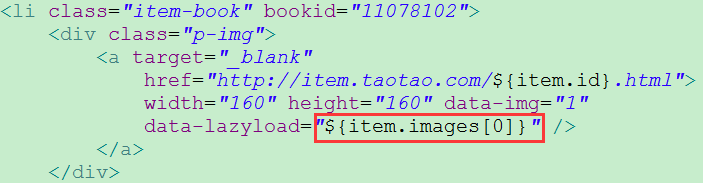 <li class="item-book" bookid="11078102">
<div class="p-img">
<a target="_blank"
href="http://item.taotao.com/${item.id}.html">
width="160" height="160" data-img="1"
data-lazyload="${item.images[0]}" />
</a>
</div>